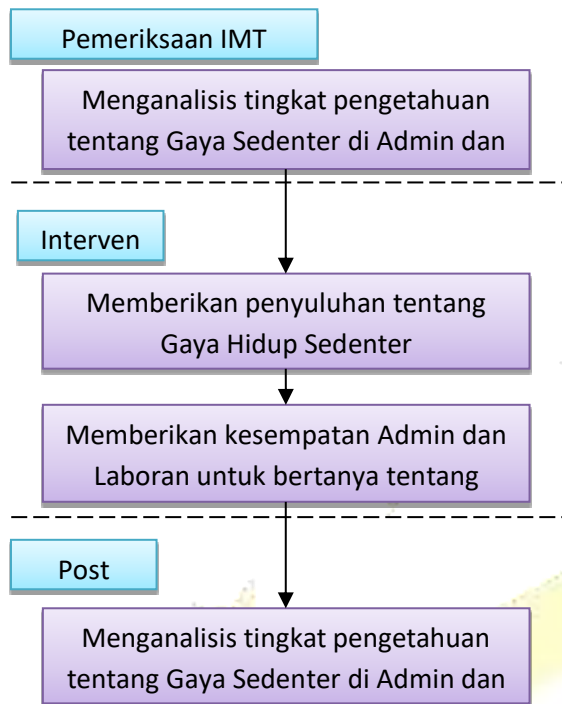 Pemeriksaan IMT
Menganalisis tingkat pengetahuan
tentang Gaya Sedenter di Admin dan
Interven
Memberikan penyuluhan tentang
Gaya Hidup Sedenter
Memberikan kesempatan Admin dan
Laboran untuk bertanya tentang
Post
Menganalisis tingkat pengetahuan
tentang Gaya Sedenter di Admin dan